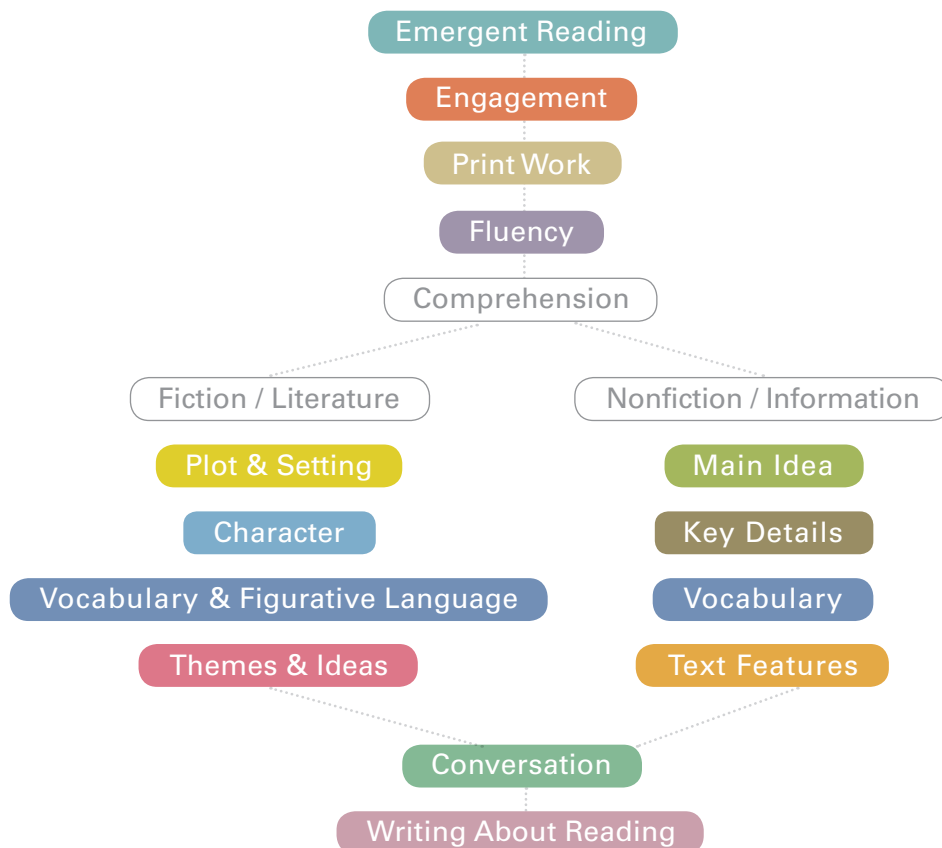 Emergent Reading
Engagement
Print Work
Fluency
Comprehension
Fiction / Literature
Plot & Setting
Character
Vocabulary & Figurative Language
Themes & Ideas
Nonfiction / Information
Main Idea
Key Details
Vocabulary
Text Features
Conversation
Writing About Reading